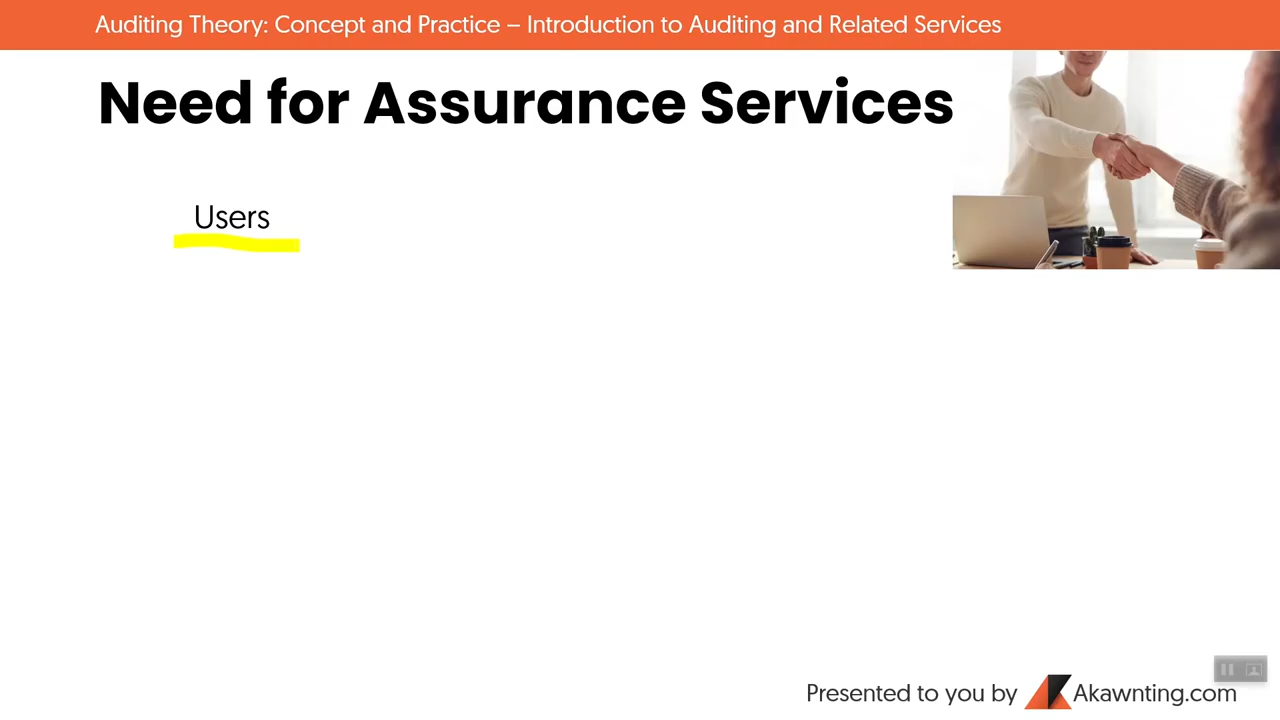 Auditing Theory: Concept and Practice – Introduction to Auditing and Related Services
Need for Assurance Services
Users
Presented to you by Akawnting.com